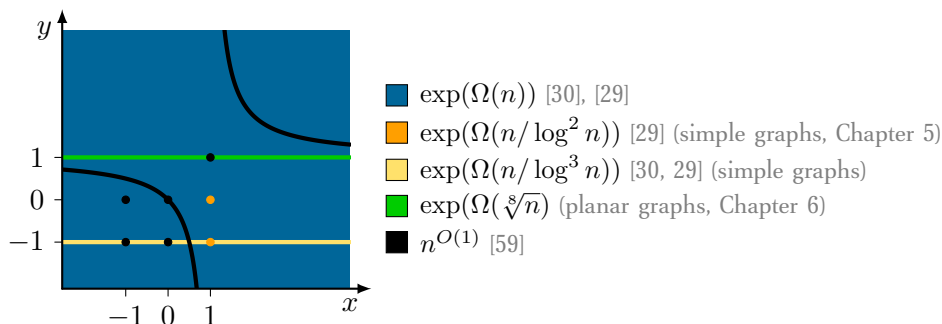 y
exp(Ω(n)) [30], [29]
exp(Ω(n/ log² n)) [29] (simple graphs, Chapter 5)
1
exp(Ω(n/ log³ n)) [30, 29] (simple graphs)
0
exp(Ω(⁸√n)) (planar graphs, Chapter 6)
−1
n^{O(1)} [59]
x
−1 0 1